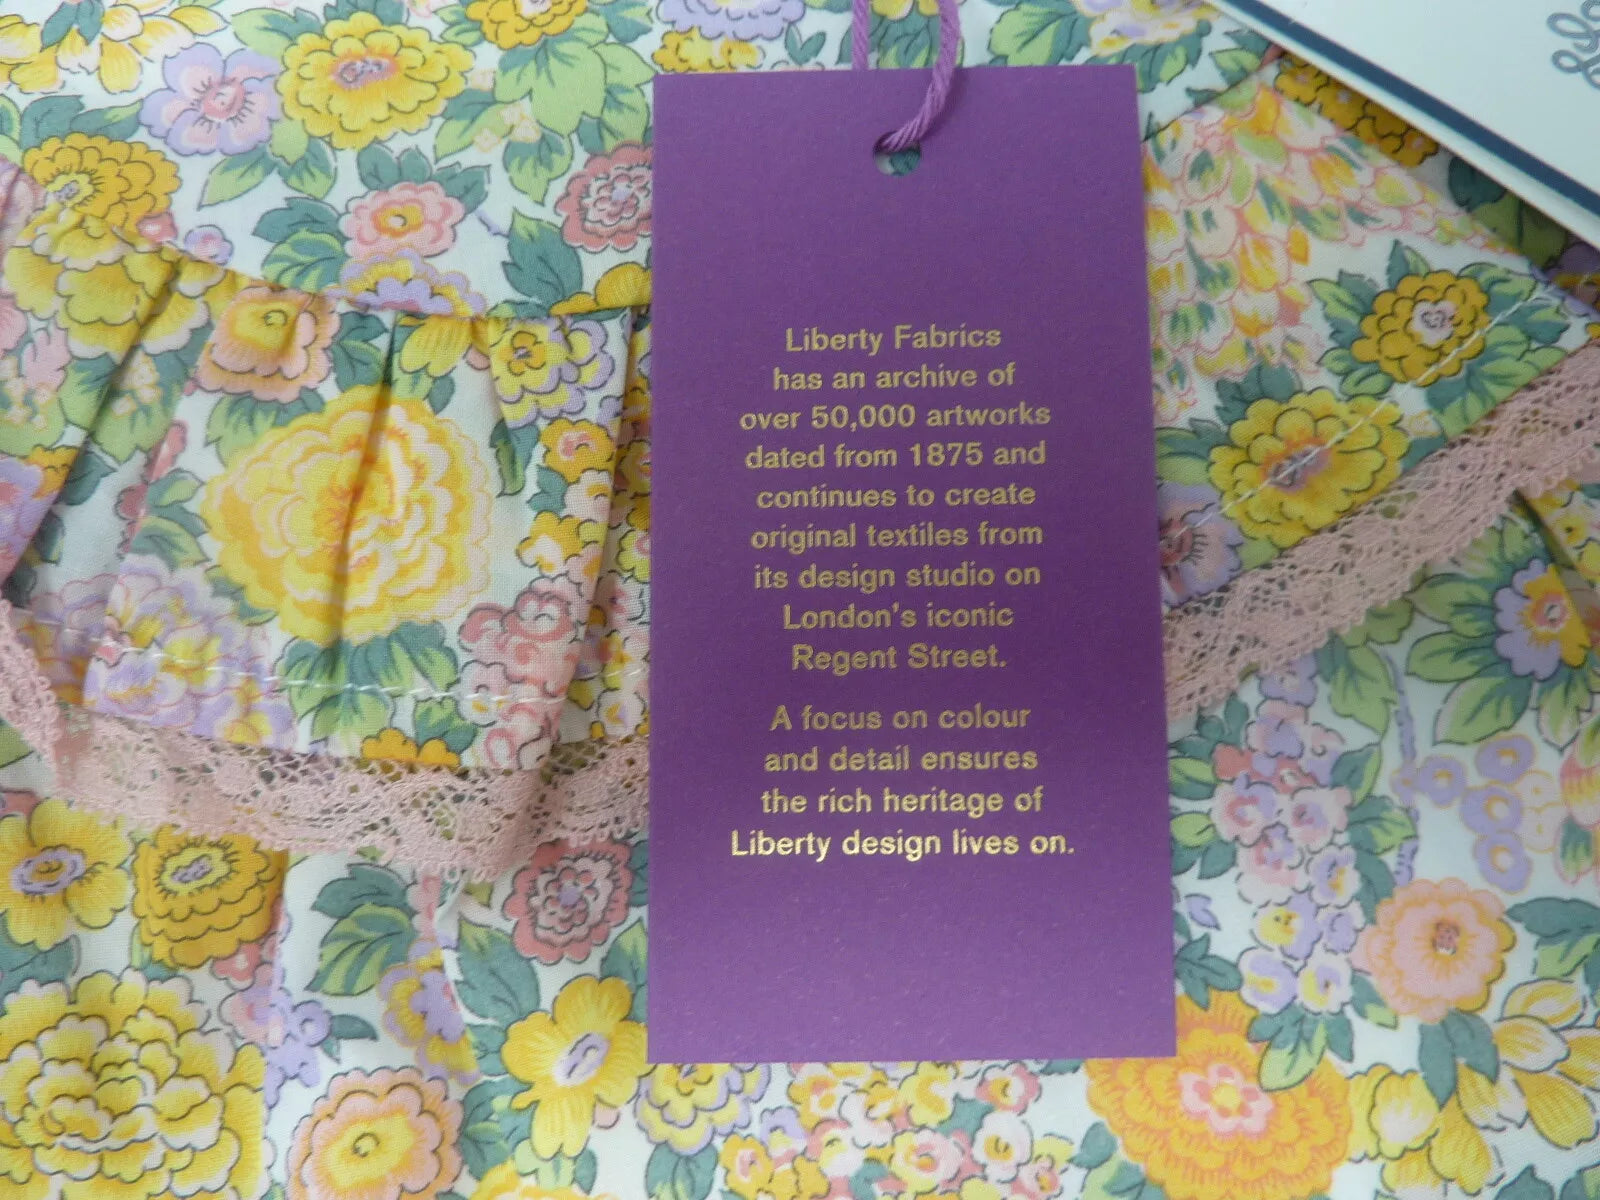 Liberty Fabrics
has an archive of
over 50,000 artworks
dated from 1875 and
continues to create
original textiles from
its design studio on
London's iconic
Regent Street.
A focus on colour
and detail ensures
the rich heritage of
Liberty design lives on.